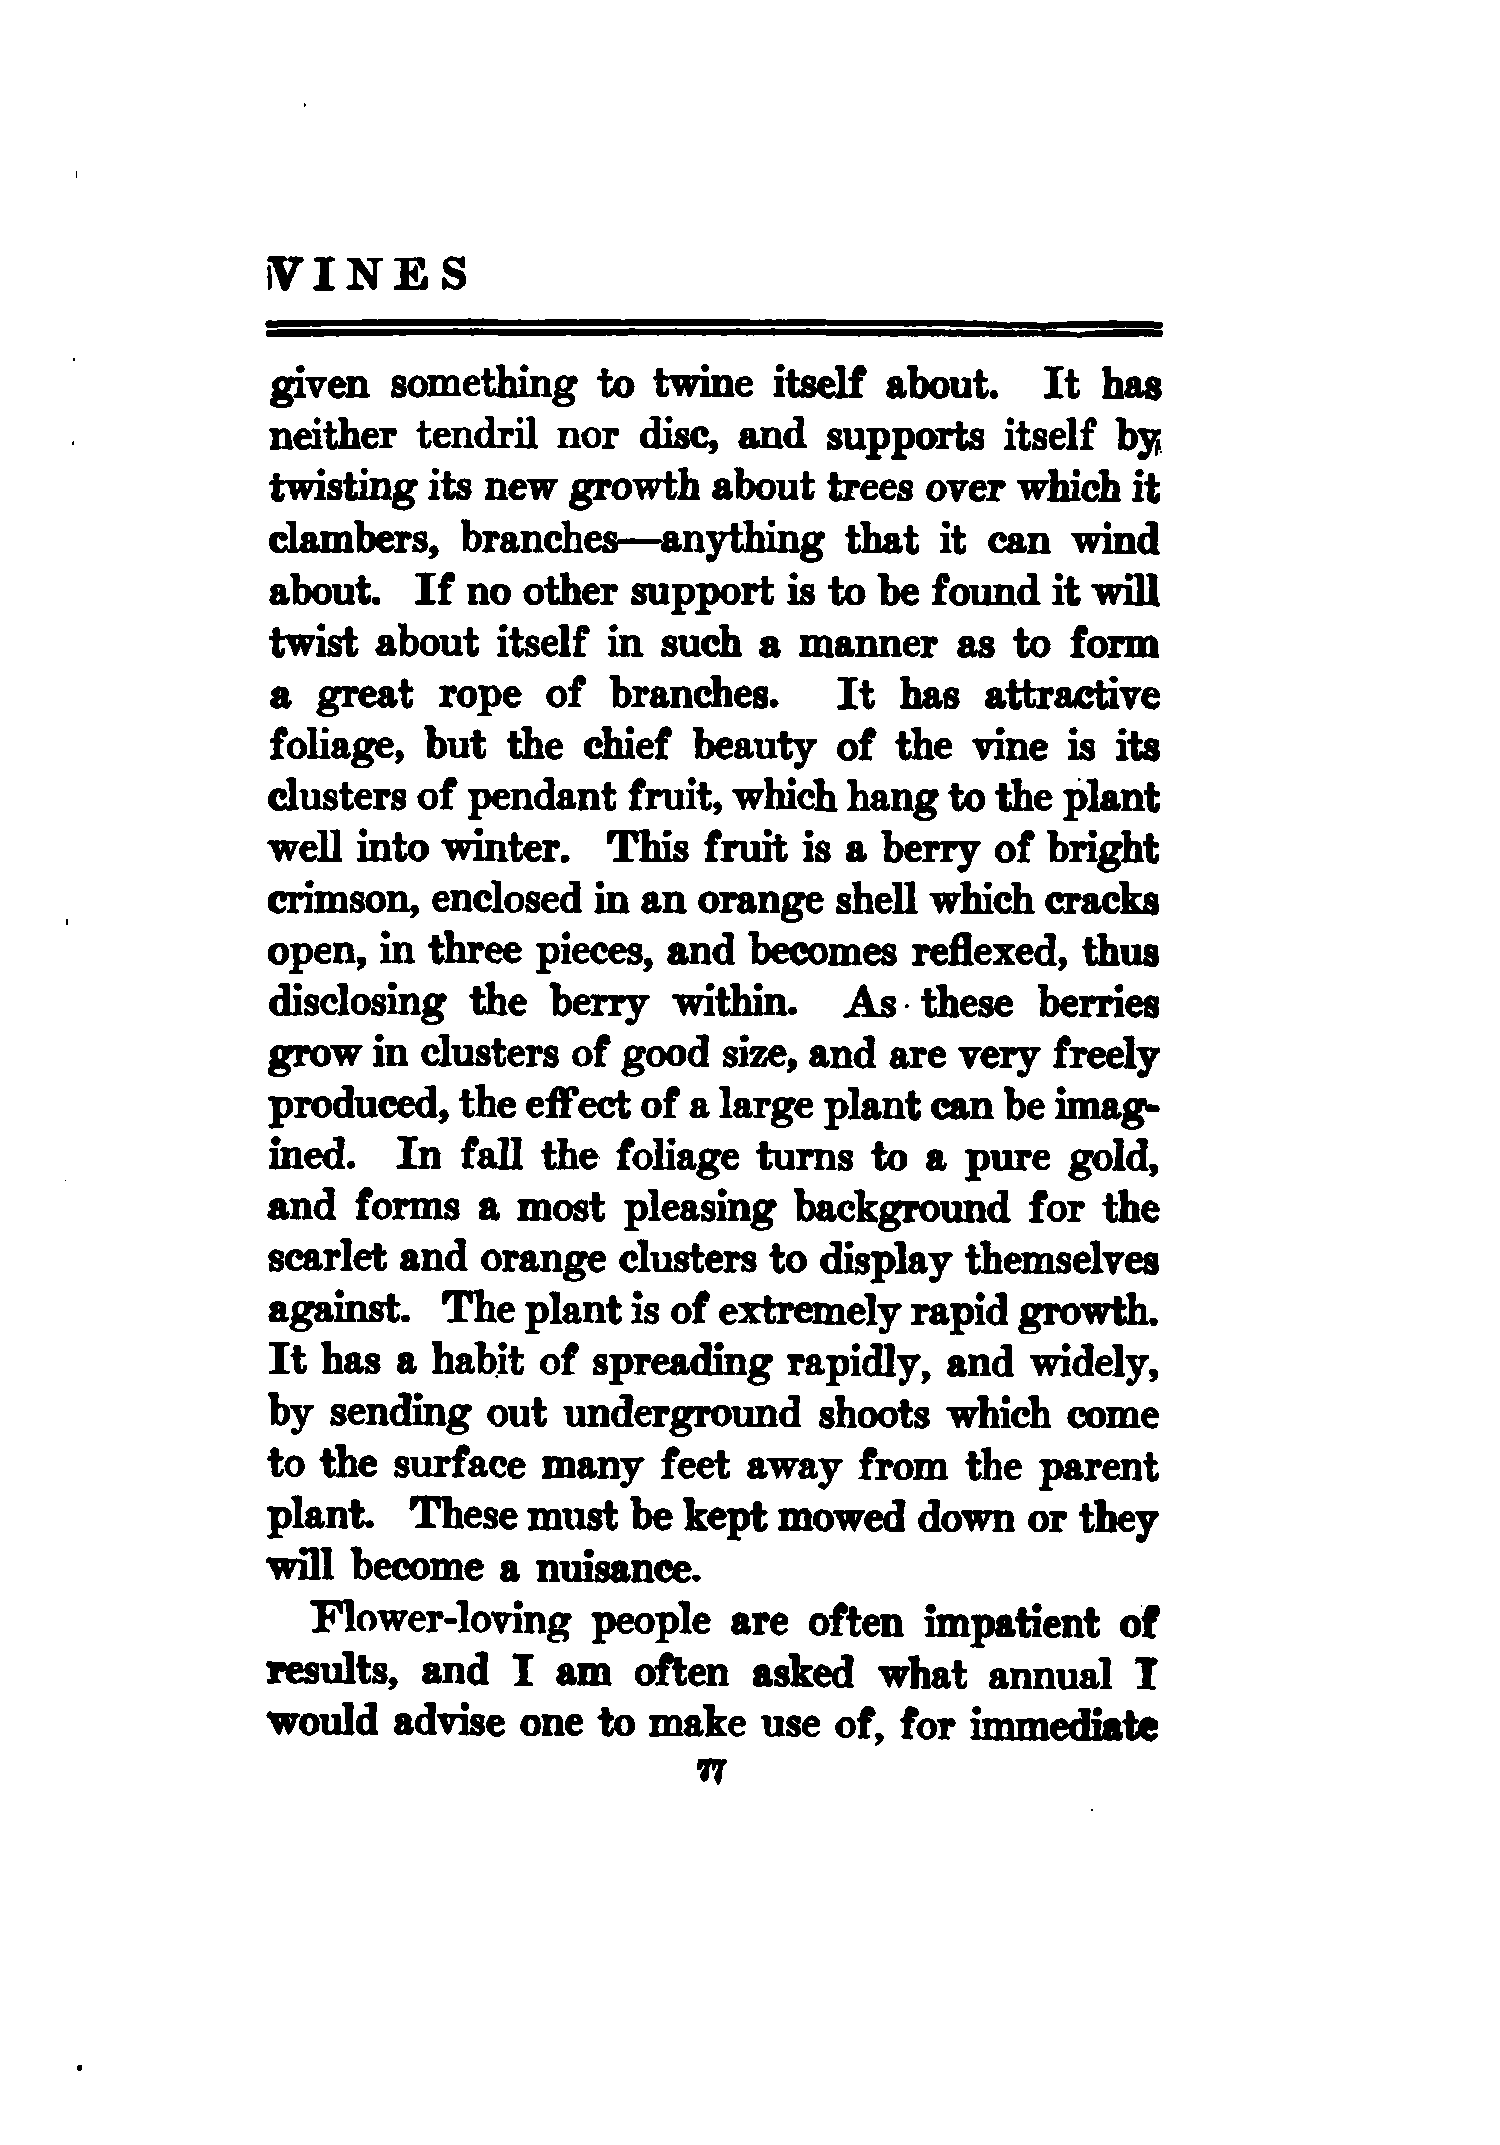 VINES
given something to twine itself about. It has
neither tendril nor disc, and supports itself by
twisting its new growth about trees over which it
clambers, branches—anything that it can wind
about. If no other support is to be found it will
twist about itself in such a manner as to form
a great rope of branches. It has attractive
foliage, but the chief beauty of the vine is its
clusters of pendant fruit, which hang to the plant
well into winter. This fruit is a berry of bright
crimson, enclosed in an orange shell which cracks
open, in three pieces, and becomes reflexed, thus
disclosing the berry within. As these berries
grow in clusters of good size, and are very freely
produced, the effect of a large plant can be imag-
ined. In fall the foliage turns to a pure gold,
and forms a most pleasing background for the
scarlet and orange clusters to display themselves
against. The plant is of extremely rapid growth.
It has a habit of spreading rapidly, and widely,
by sending out underground shoots which come
to the surface many feet away from the parent
plant. These must be kept mowed down or they
will become a nuisance.
Flower-loving people are often impatient of
results, and I am often asked what annual I
would advise one to make use of, for immediate
77